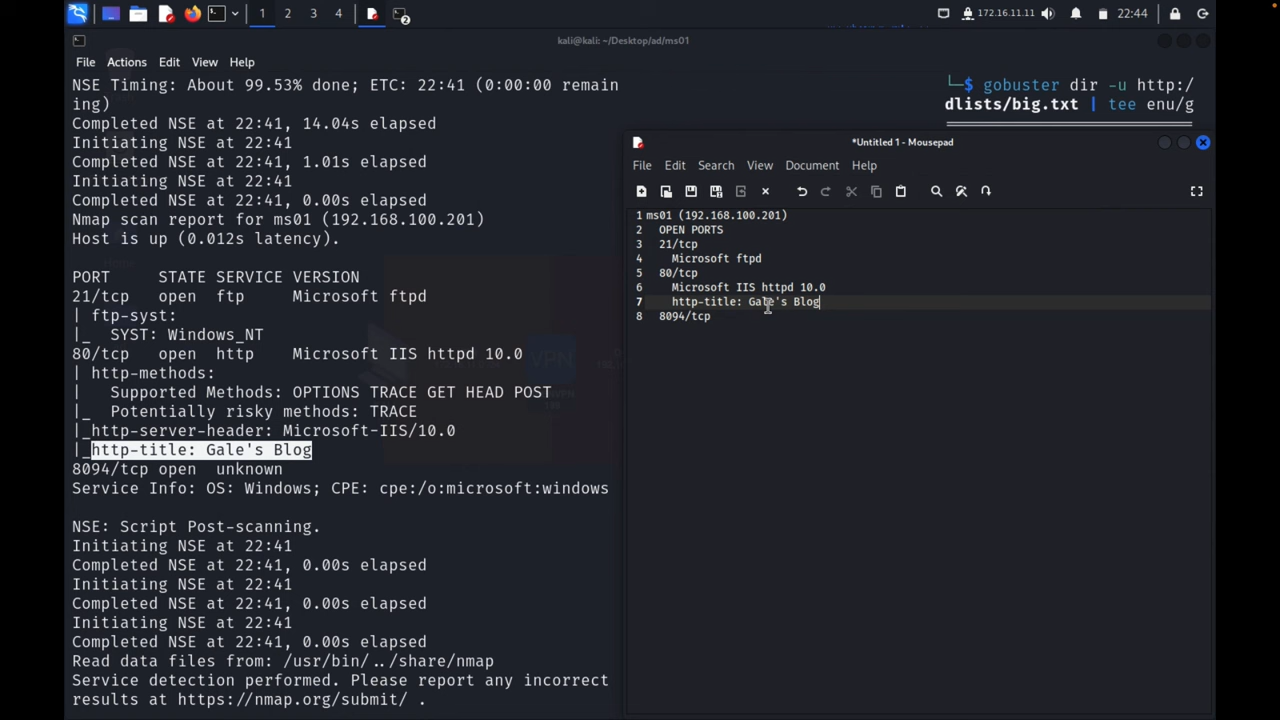 1 2 3 4 2 172.16.11.11 22:44
kali@kali: ~/Desktop/ad/ms01
File Actions Edit View Help
NSE Timing: About 99.53% done; ETC: 22:41 (0:00:00 remain
ing)
Completed NSE at 22:41, 14.04s elapsed
Initiating NSE at 22:41
Completed NSE at 22:41, 1.01s elapsed
Initiating NSE at 22:41
Completed NSE at 22:41, 0.00s elapsed
Nmap scan report for ms01 (192.168.100.201)
Host is up (0.012s latency).
PORT STATE SERVICE VERSION
21/tcp open ftp Microsoft ftpd
| ftp-syst:
|_ SYST: Windows_NT
80/tcp open http Microsoft IIS httpd 10.0
| http-methods:
| Supported Methods: OPTIONS TRACE GET HEAD POST
|_ Potentially risky methods: TRACE
|_http-server-header: Microsoft-IIS/10.0
|_http-title: Gale's Blog
8094/tcp open unknown
Service Info: OS: Windows; CPE: cpe:/o:microsoft:windows
NSE: Script Post-scanning.
Initiating NSE at 22:41
Completed NSE at 22:41, 0.00s elapsed
Initiating NSE at 22:41
Completed NSE at 22:41, 0.00s elapsed
Initiating NSE at 22:41
Completed NSE at 22:41, 0.00s elapsed
Read data files from: /usr/bin/../share/nmap
Service detection performed. Please report any incorrect
results at https://nmap.org/submit/ .
└─$ gobuster dir -u http:/
dlists/big.txt | tee enu/g
*Untitled 1 - Mousepad
File Edit Search View Document Help
1 ms01 (192.168.100.201)
2 OPEN PORTS
3 21/tcp
4 Microsoft ftpd
5 80/tcp
6 Microsoft IIS httpd 10.0
7 http-title: Gale's Blog
8 8094/tcp